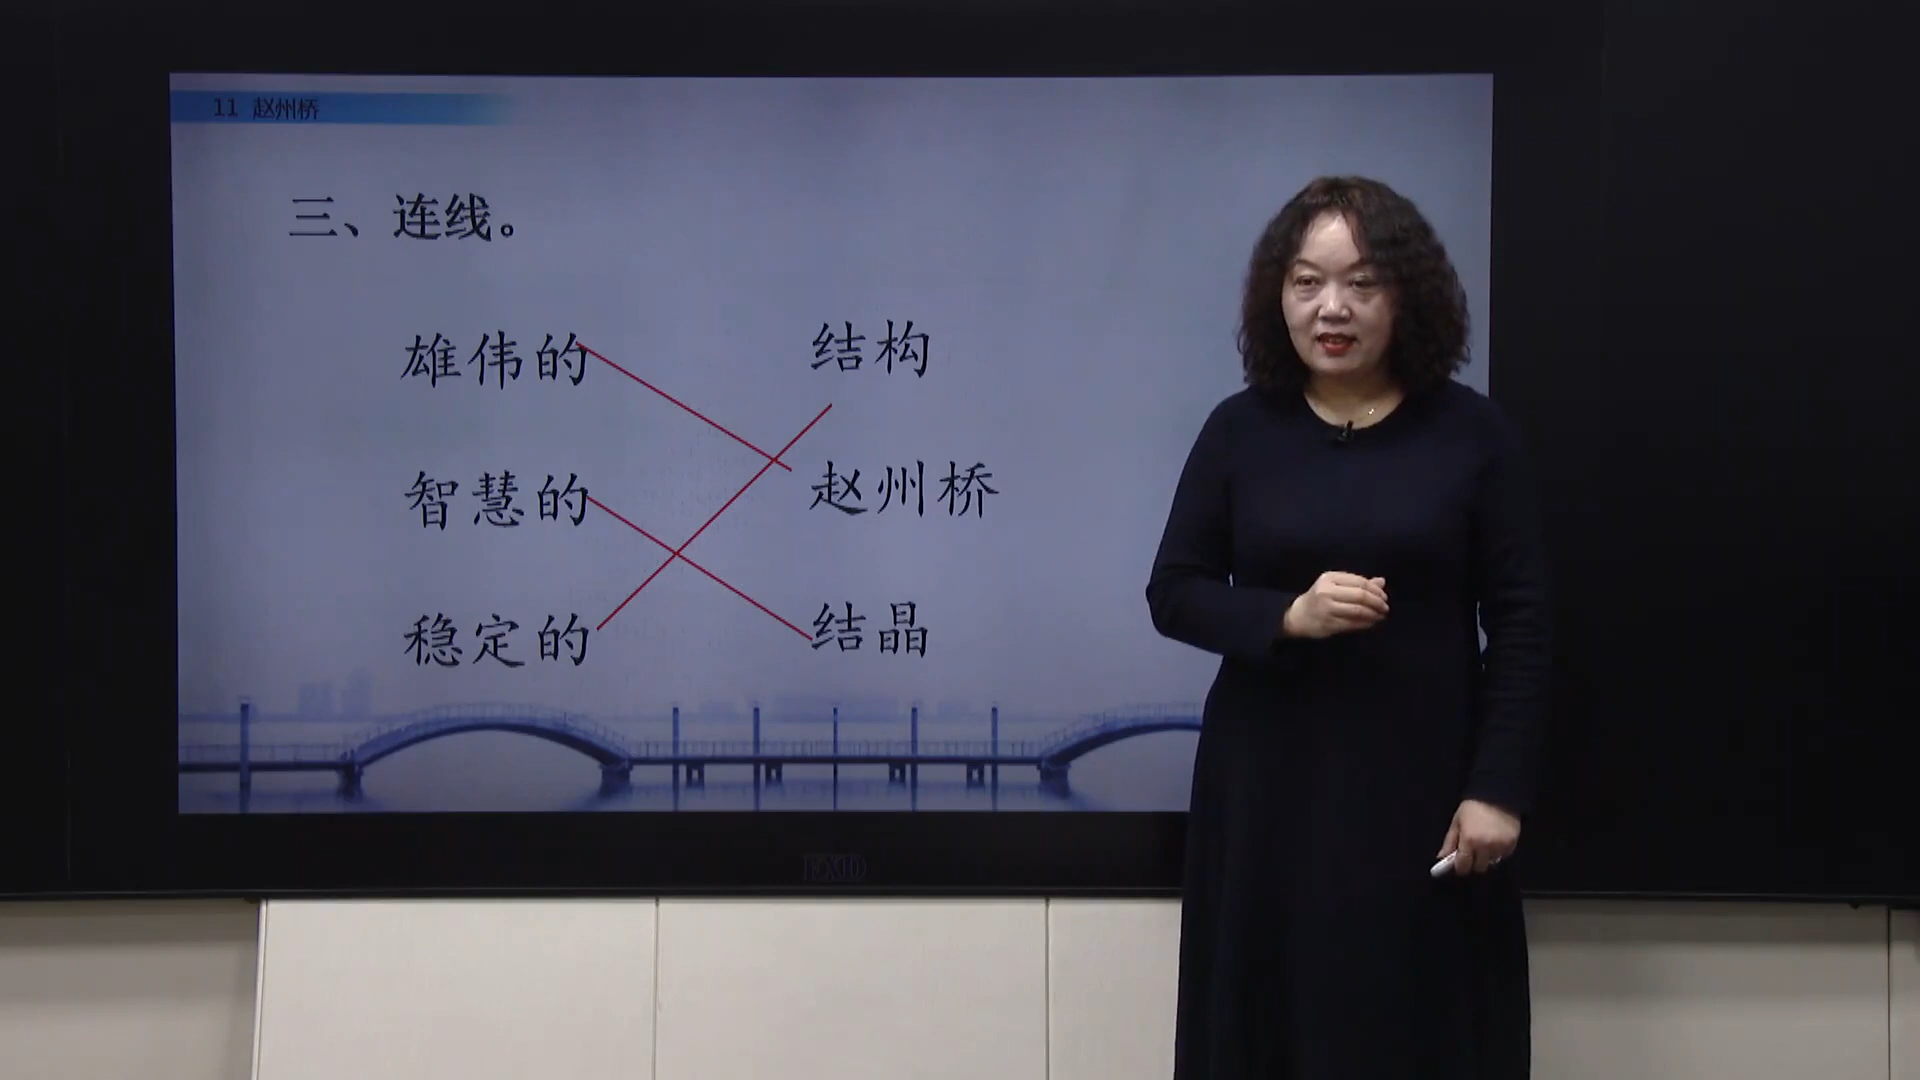 11 赵州桥
三、连线。
雄伟的 结构
智慧的 赵州桥
稳定的 结晶